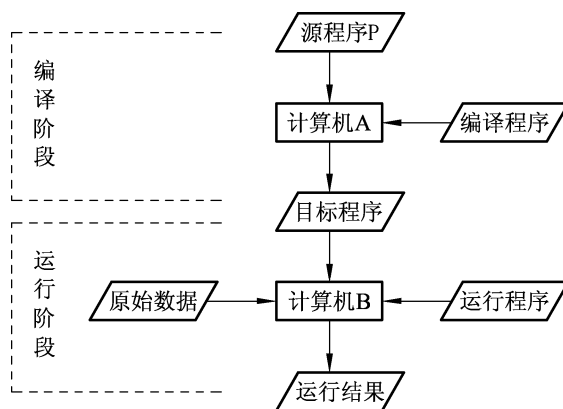 源程序P
编译阶段
计算机A
编译程序
目标程序
运行阶段
原始数据
计算机B
运行程序
运行结果